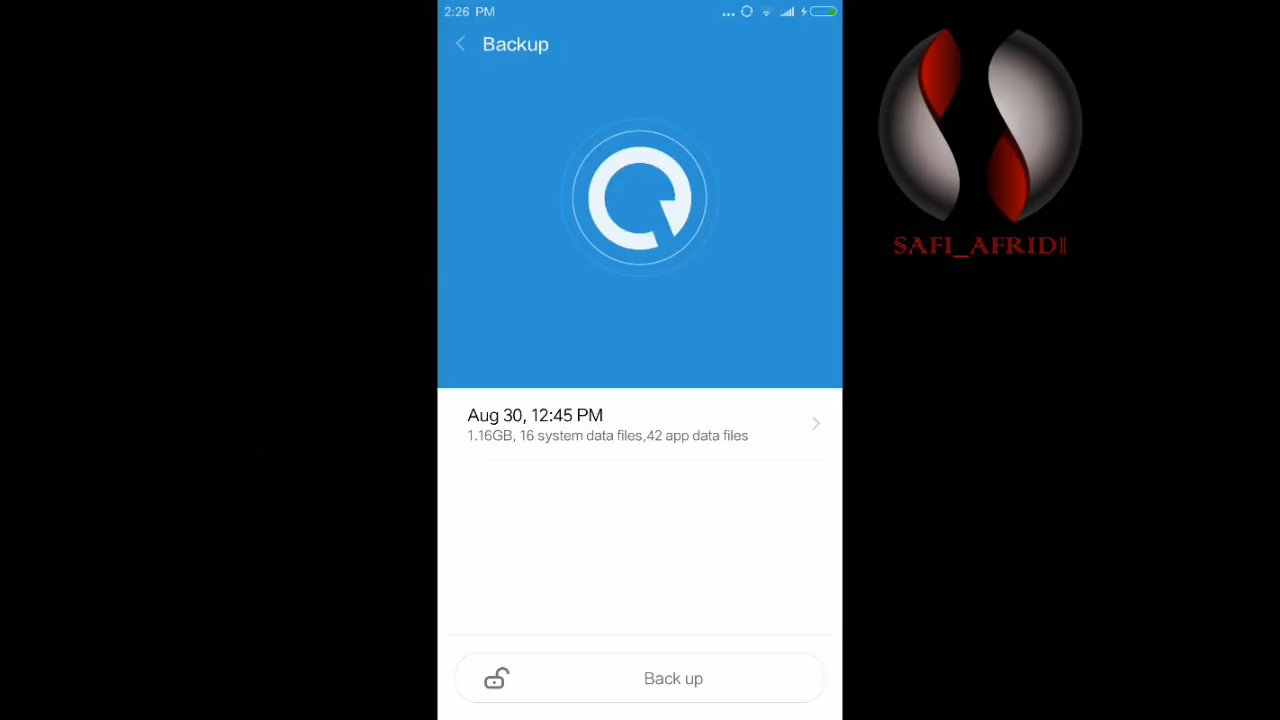 2:26 PM
Backup
SAFI_AFRIDI
Aug 30, 12:45 PM
1.16GB, 16 system data files,42 app data files
Back up